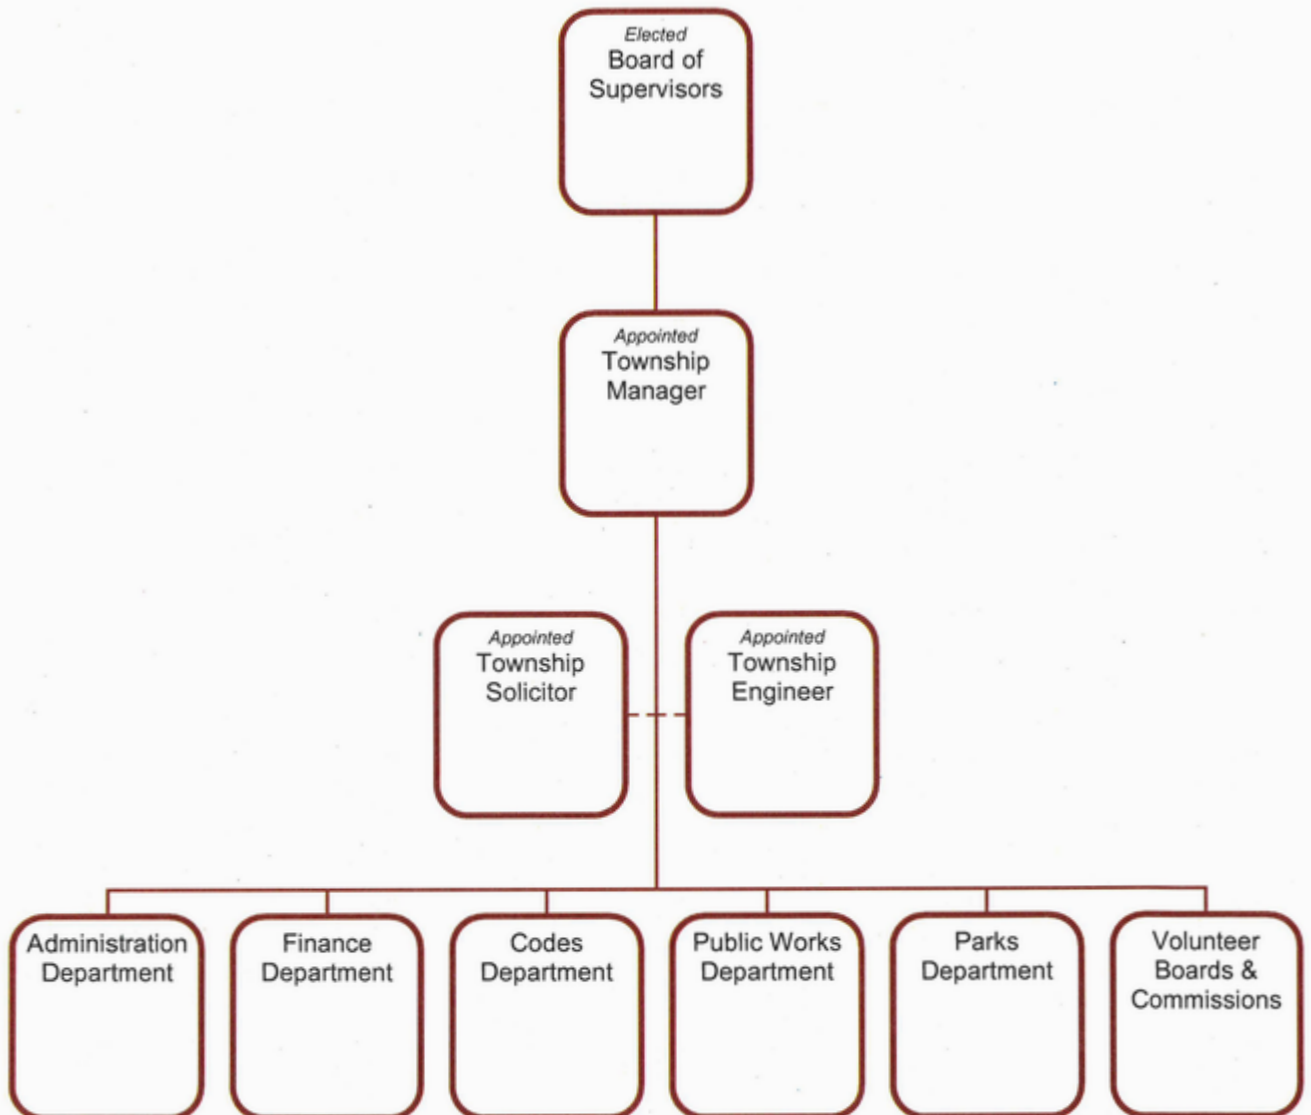 Elected
Board of
Supervisors
Appointed
Township
Manager
Appointed
Township
Solicitor
Appointed
Township
Engineer
Administration
Department
Finance
Department
Codes
Department
Public Works
Department
Parks
Department
Volunteer
Boards &
Commissions